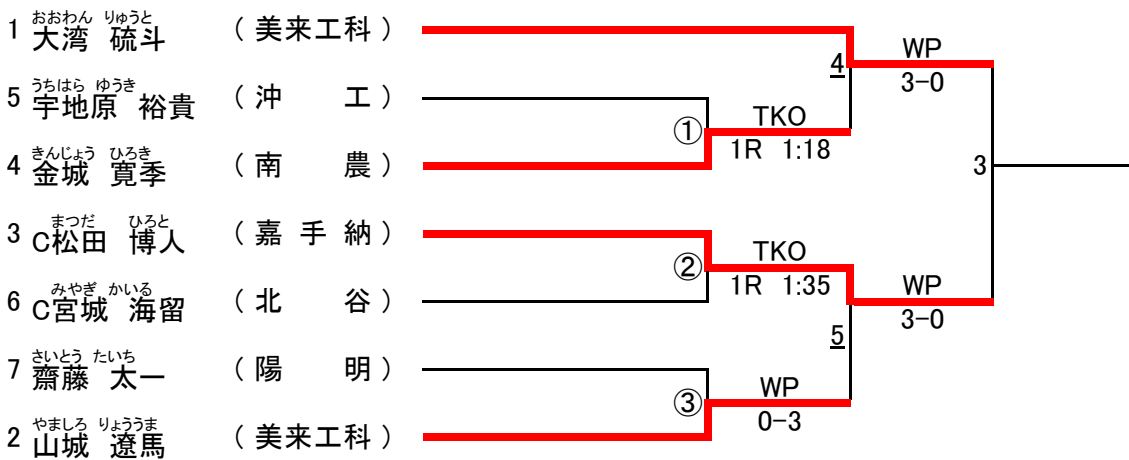 おおわん りゅうと
1 大湾 硫斗 (美来工科)
WP
4
3-0
うちはら ゆうき
5 宇地原 裕貴 (沖 工)
① TKO
1R 1:18
きんじょう ひろき
4 金城 寛季 (南 農)
3
まつだ ひろと
3 C松田 博人 (嘉手納)
② TKO
1R 1:35
みやぎ かいる
6 C宮城 海留 (北 谷)
WP
3-0
5
さいとう たいち
7 齋藤 太一 (陽 明)
③ WP
0-3
やましろ りょううま
2 山城 遼馬 (美来工科)